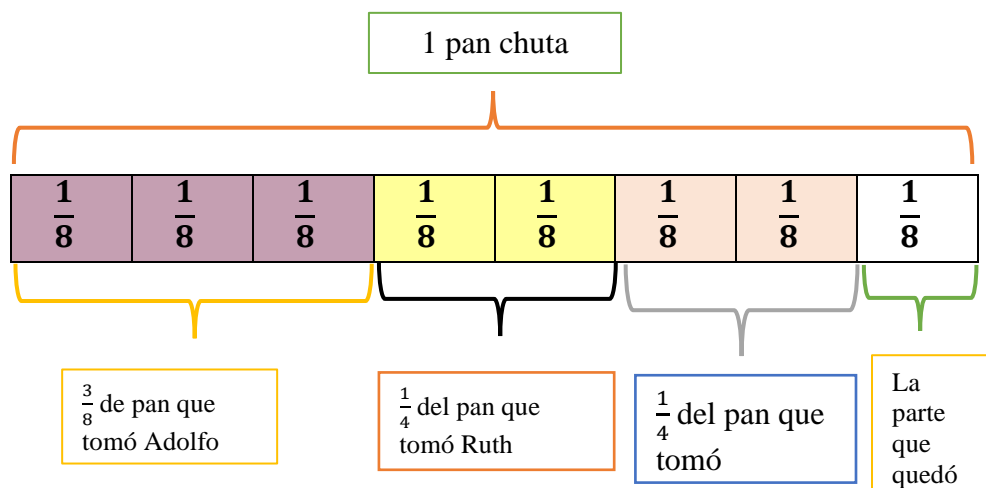 1 pan chuta
1/8 1/8 1/8 1/8 1/8 1/8 1/8 1/8
3/8 de pan que
tomó Adolfo
1/4 del pan que
tomó Ruth
1/4 del pan que
tomó
La
parte
que
quedó